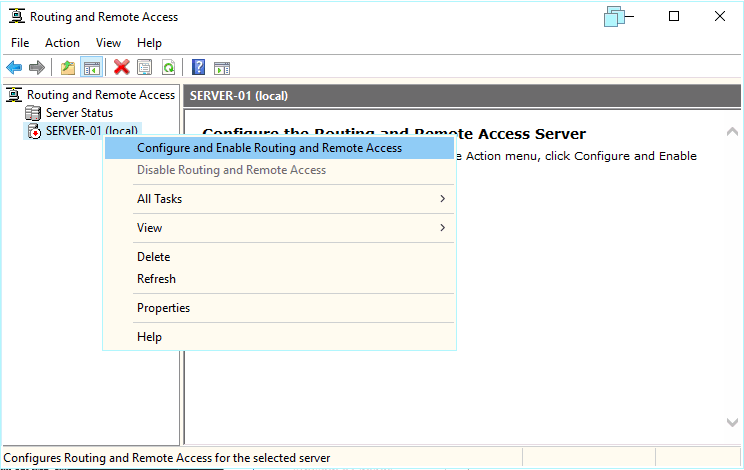 Routing and Remote Access
File Action View Help
Routing and Remote Access
Server Status
SERVER-01 (local)
SERVER-01 (local)
Configure the Routing and Remote Access Server
e Action menu, click Configure and Enable
Configure and Enable Routing and Remote Access
Disable Routing and Remote Access
All Tasks
View
Delete
Refresh
Properties
Help
Configures Routing and Remote Access for the selected server